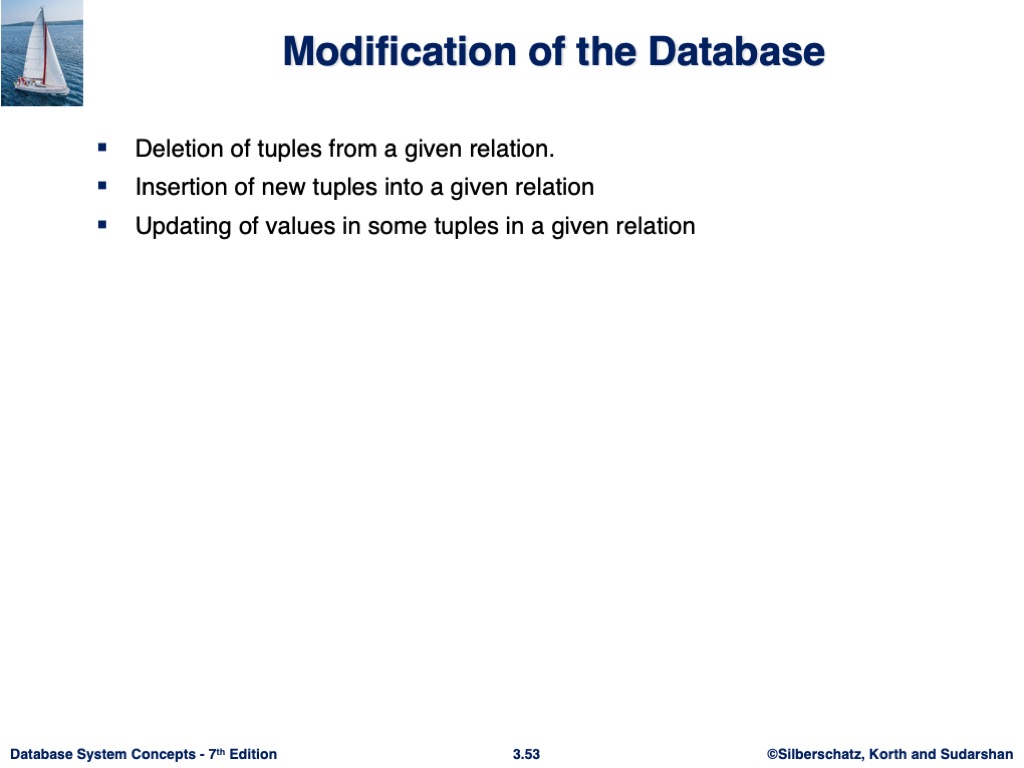 Modification of the Database
▪ Deletion of tuples from a given relation.
▪ Insertion of new tuples into a given relation
▪ Updating of values in some tuples in a given relation
Database System Concepts - 7th Edition
3.53
©Silberschatz, Korth and Sudarshan